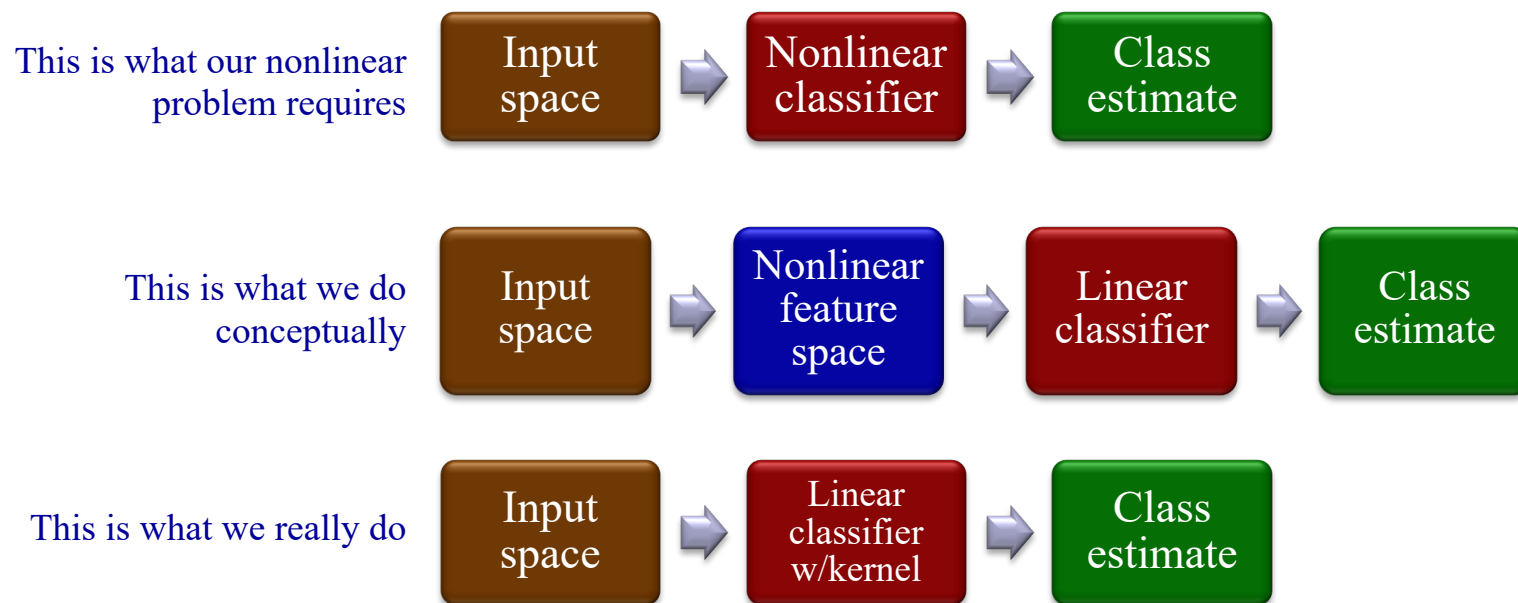 This is what our nonlinear
problem requires
Input
space
Nonlinear
classifier
Class
estimate
This is what we do
conceptually
Input
space
Nonlinear
feature
space
Linear
classifier
Class
estimate
This is what we really do
Input
space
Linear
classifier
w/kernel
Class
estimate